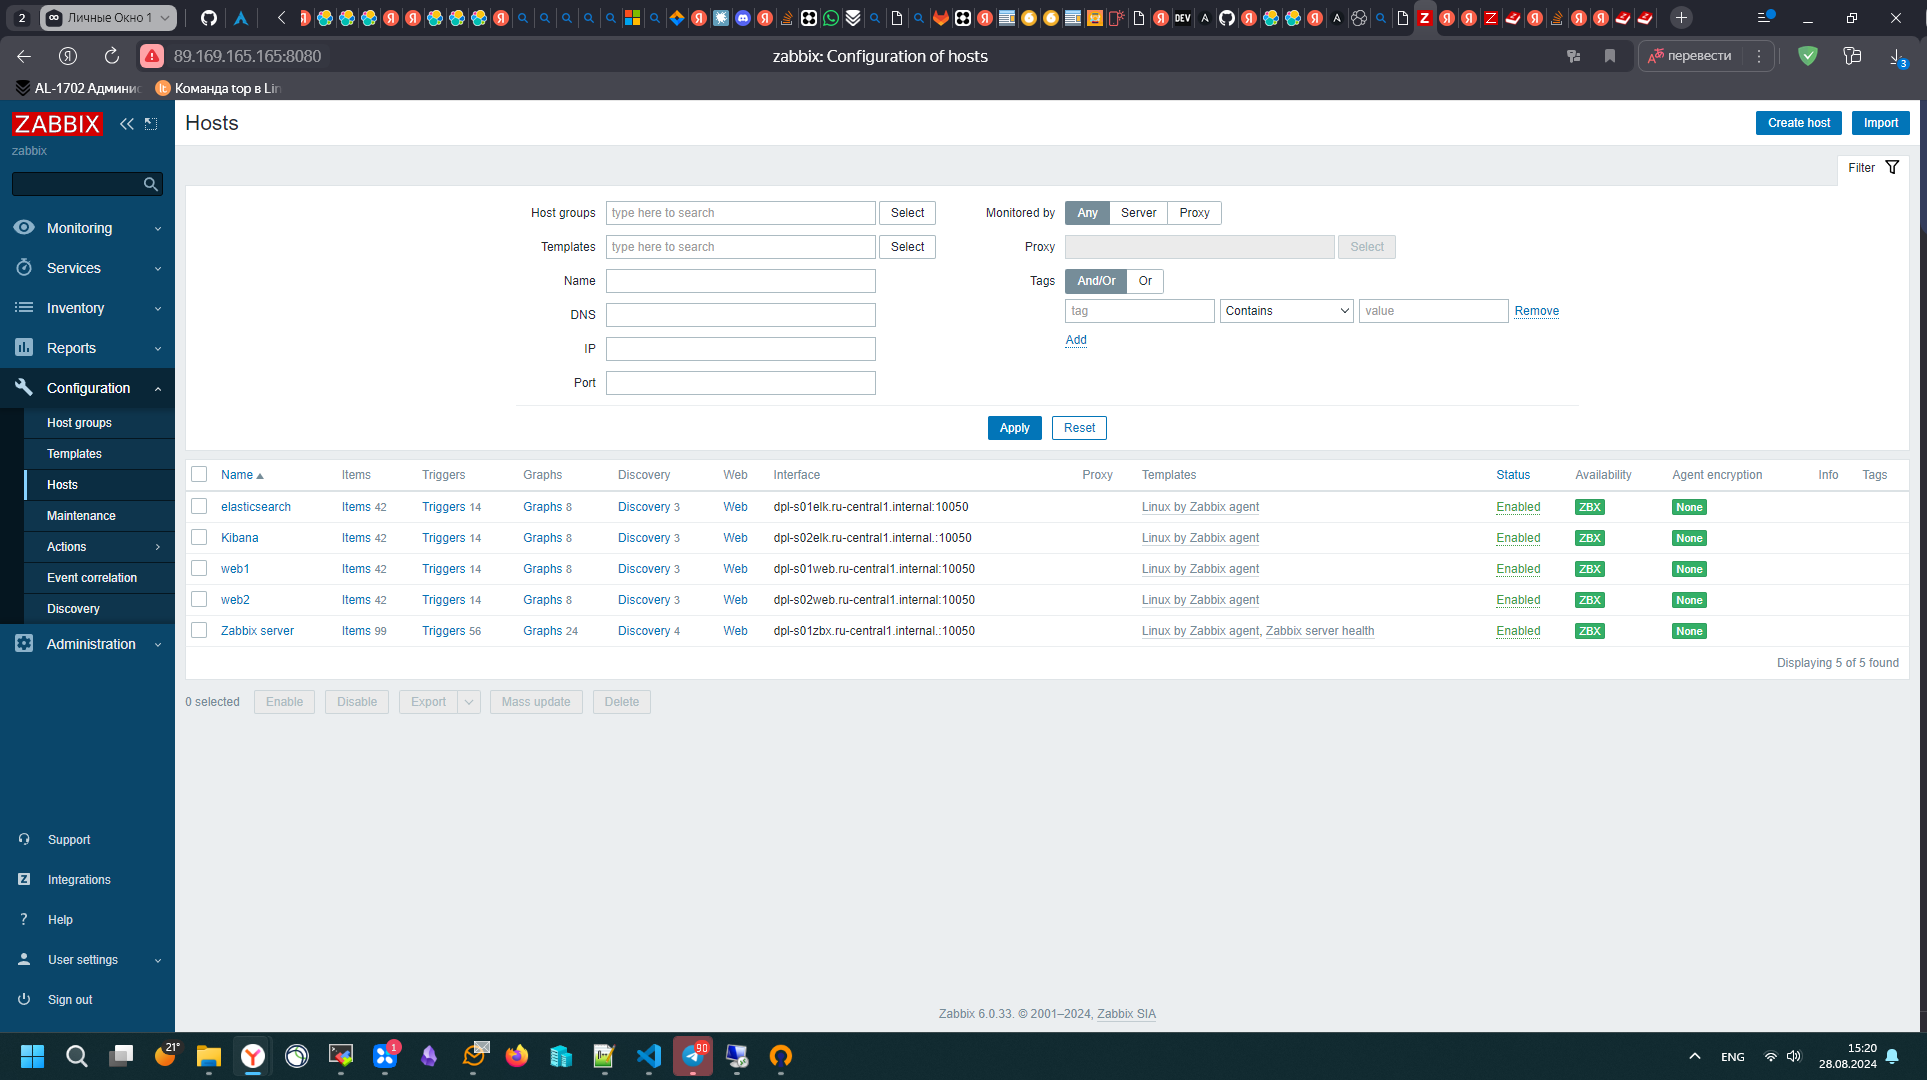 2 Личные Окно 1
DEV
89.169.165.165:8080 zabbix: Configuration of hosts перевести 3
AL-1702 Админис Команда top в Lin
ZABBIX Hosts Create host Import
zabbix
Filter
Host groups type here to search Select Monitored by Any Server Proxy
Monitoring
Templates type here to search Select Proxy Select
Services
Name Tags And/Or Or
Inventory DNS tag Contains value Remove
Add
Reports IP
Configuration Port
Host groups Apply Reset
Templates
Name Items Triggers Graphs Discovery Web Interface Proxy Templates Status Availability Agent encryption Info Tags
Hosts
elasticsearch Items 42 Triggers 14 Graphs 8 Discovery 3 Web dpl-s01elk.ru-central1.internal:10050 Linux by Zabbix agent Enabled ZBX None
Maintenance
Kibana Items 42 Triggers 14 Graphs 8 Discovery 3 Web dpl-s02elk.ru-central1.internal.:10050 Linux by Zabbix agent Enabled ZBX None
Actions
web1 Items 42 Triggers 14 Graphs 8 Discovery 3 Web dpl-s01web.ru-central1.internal:10050 Linux by Zabbix agent Enabled ZBX None
Event correlation
web2 Items 42 Triggers 14 Graphs 8 Discovery 3 Web dpl-s02web.ru-central1.internal:10050 Linux by Zabbix agent Enabled ZBX None
Discovery
Zabbix server Items 99 Triggers 56 Graphs 24 Discovery 4 Web dpl-s01zbx.ru-central1.internal.:10050 Linux by Zabbix agent, Zabbix server health Enabled ZBX None
Administration
Displaying 5 of 5 found
0 selected Enable Disable Export Mass update Delete
Support
Integrations
Help
User settings
Sign out
Zabbix 6.0.33. © 2001–2024, Zabbix SIA
21° 1 90 ENG 15:20
28.08.2024